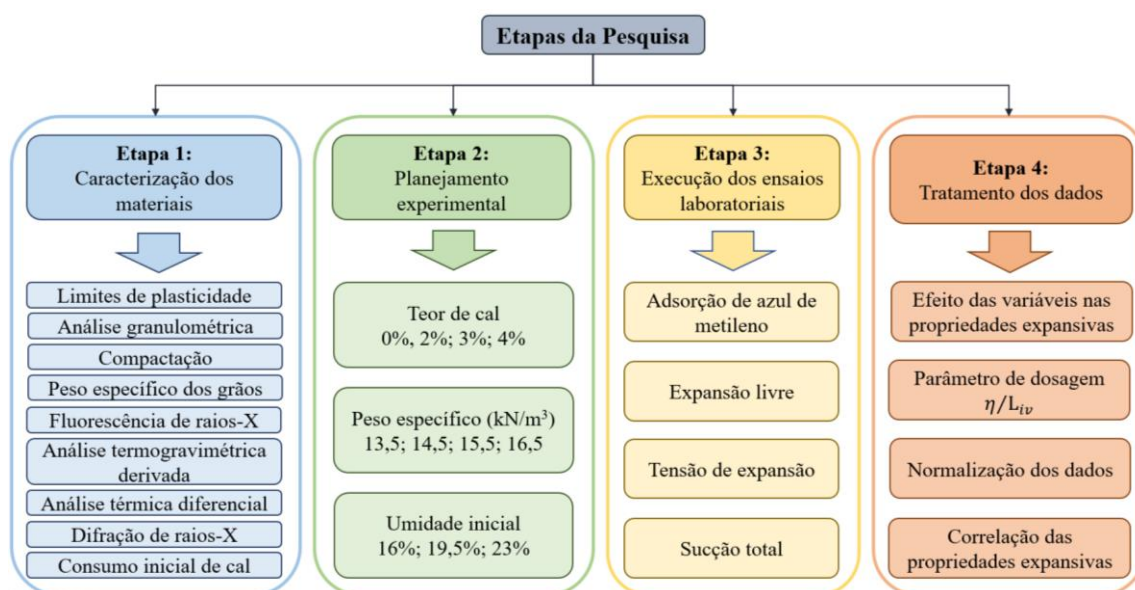 Etapas da Pesquisa
Etapa 1:
Caracterização dos
materiais
Limites de plasticidade
Análise granulométrica
Compactação
Peso específico dos grãos
Fluorescência de raios-X
Análise termogravimétrica
derivada
Análise térmica diferencial
Difração de raios-X
Consumo inicial de cal
Etapa 2:
Planejamento
experimental
Teor de cal
0%, 2%; 3%; 4%
Peso específico (kN/m³)
13,5; 14,5; 15,5; 16,5
Umidade inicial
16%; 19,5%; 23%
Etapa 3:
Execução dos ensaios
laboratoriais
Adsorção de azul de
metileno
Expansão livre
Tensão de expansão
Sucção total
Etapa 4:
Tratamento dos dados
Efeito das variáveis nas
propriedades expansivas
Parâmetro de dosagem
η/L_iv
Normalização dos dados
Correlação das
propriedades expansivas